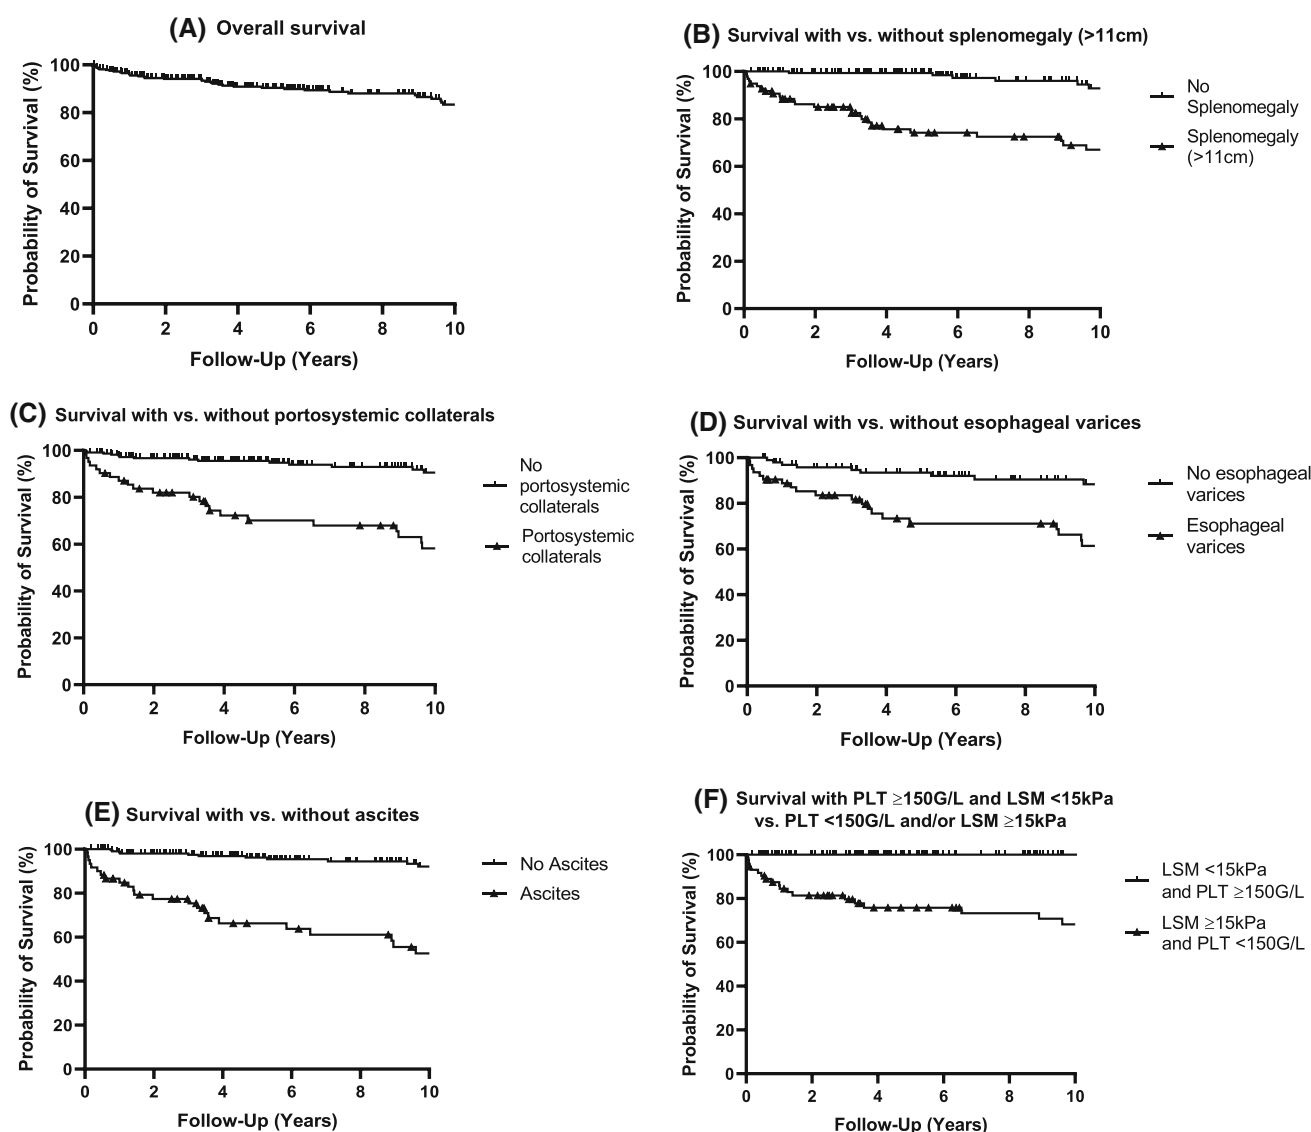 (A) Overall survival
Probability of Survival (%)
100
80
60
40
20
0
0 2 4 6 8 10
Follow-Up (Years)
(B) Survival with vs. without splenomegaly (>11cm)
Probability of Survival (%)
100
80
60
40
20
0
0 2 4 6 8 10
Follow-Up (Years)
No
Splenomegaly
Splenomegaly
(>11cm)
(C) Survival with vs. without portosystemic collaterals
Probability of Survival (%)
100
80
60
40
20
0
0 2 4 6 8 10
Follow-Up (Years)
No
portosystemic
collaterals
Portosystemic
collaterals
(D) Survival with vs. without esophageal varices
Probability of Survival (%)
100
80
60
40
20
0
0 2 4 6 8 10
Follow-Up (Years)
No esophageal
varices
Esophageal
varices
(E) Survival with vs. without ascites
Probability of Survival (%)
100
80
60
40
20
0
0 2 4 6 8 10
Follow-Up (Years)
No Ascites
Ascites
(F) Survival with PLT ≥150G/L and LSM <15kPa
vs. PLT <150G/L and/or LSM ≥15kPa
Probability of Survival (%)
100
80
60
40
20
0
0 2 4 6 8 10
Follow-Up (Years)
LSM <15kPa
and PLT ≥150G/L
LSM ≥15kPa
and PLT <150G/L